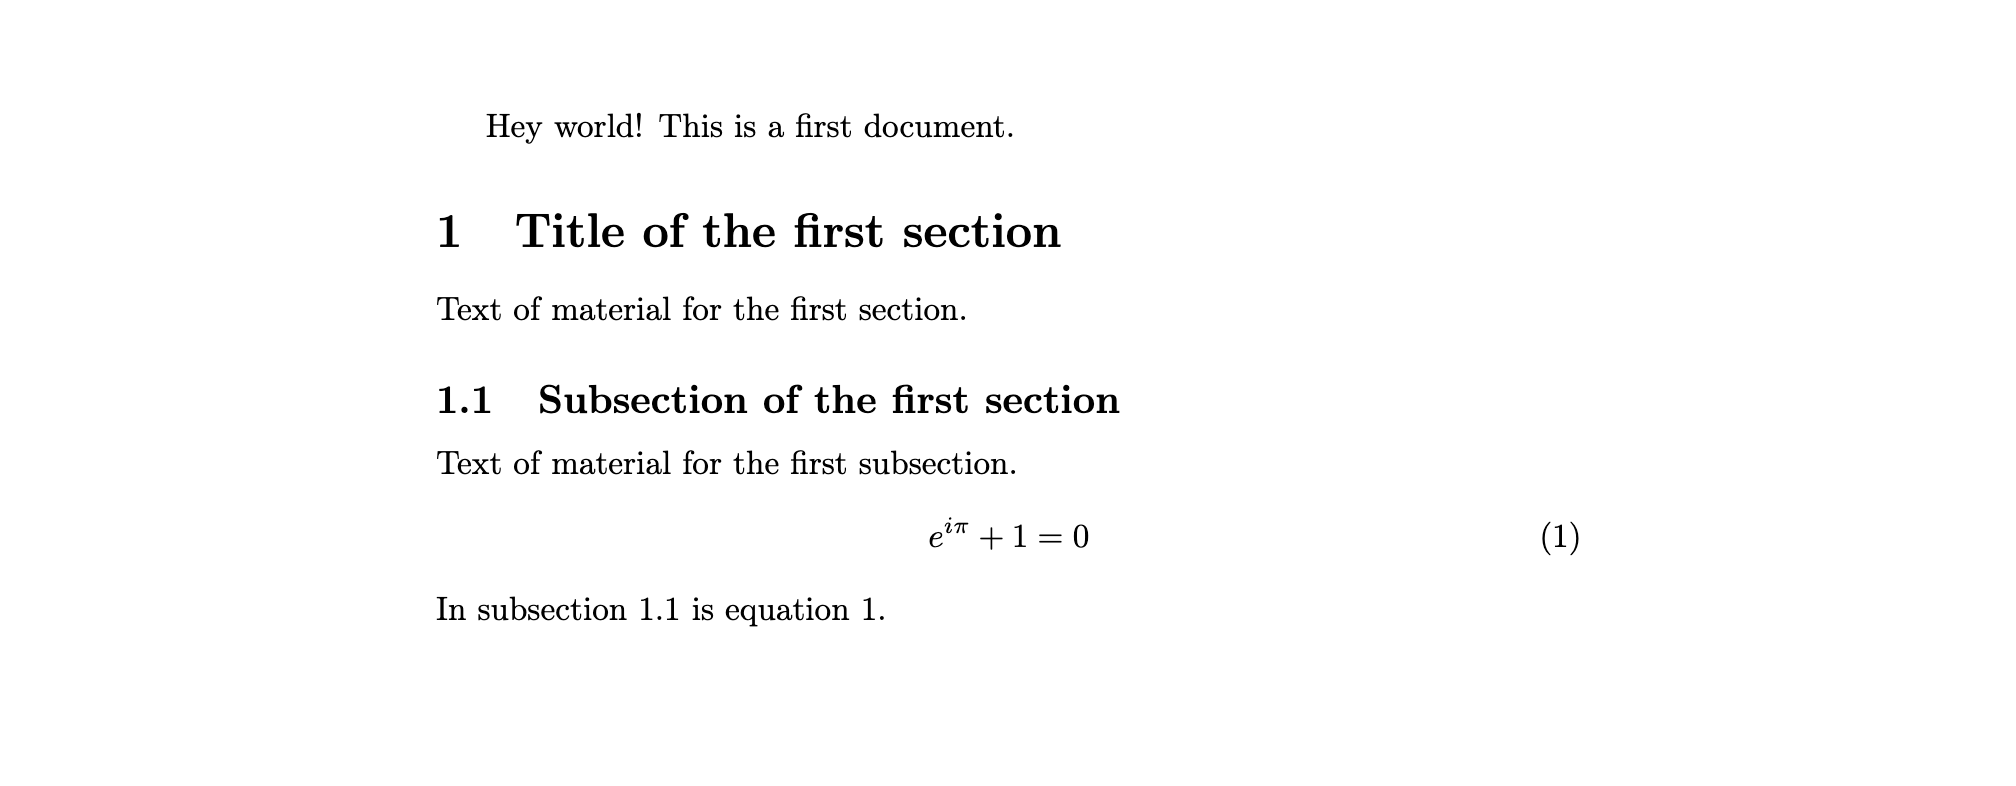 Hey world! This is a first document.
1 Title of the first section
Text of material for the first section.
1.1 Subsection of the first section
Text of material for the first subsection.
e^{iπ} + 1 = 0 (1)
In subsection 1.1 is equation 1.